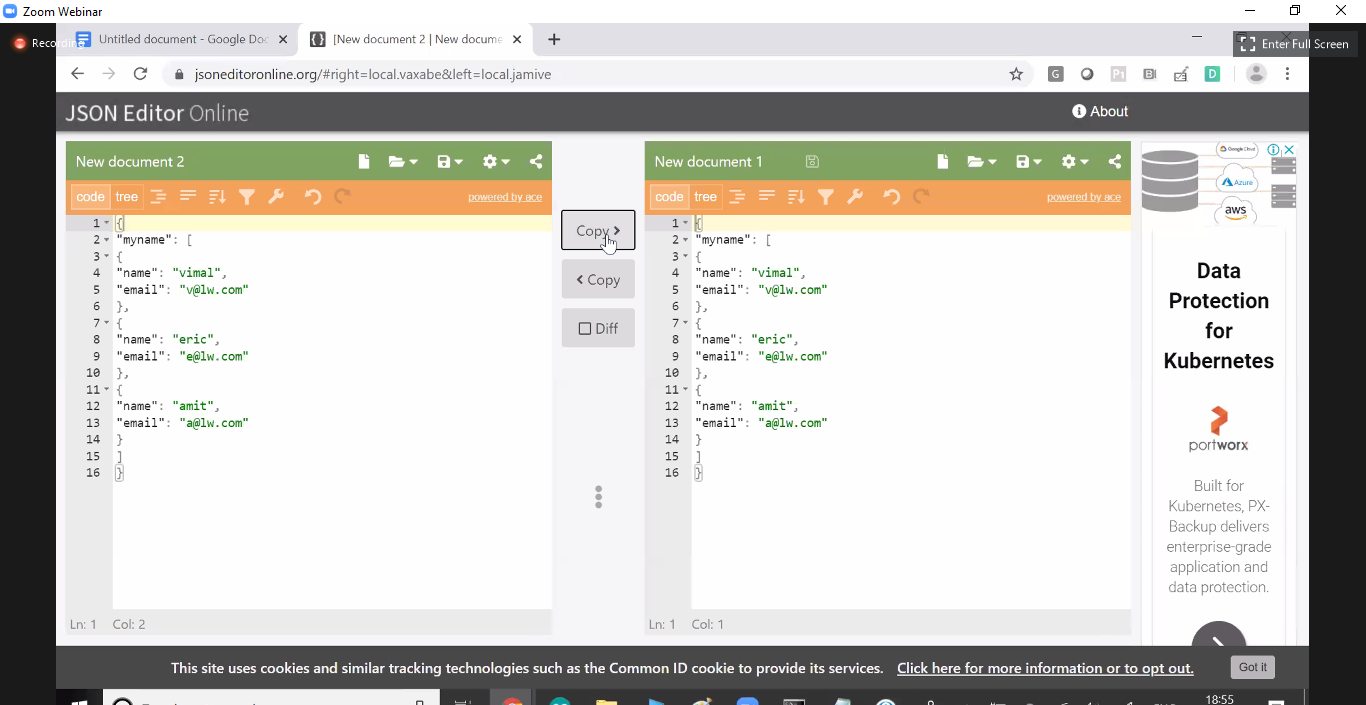 Zoom Webinar
Recording
Untitled document - Google Doc
[New document 2 | New docume
Enter Full Screen
jsoneditoronline.org/#right=local.vaxabe&left=local.jamive
JSON Editor Online
About
New document 2
code tree
powered by ace
1 {
2 "myname": [
3 {
4 "name": "vimal",
5 "email": "v@lw.com"
6 },
7 {
8 "name": "eric",
9 "email": "e@lw.com"
10 },
11 {
12 "name": "amit",
13 "email": "a@lw.com"
14 }
15 ]
16 }
Ln: 1 Col: 2
Copy >
< Copy
Diff
New document 1
code tree
powered by ace
1 {
2 "myname": [
3 {
4 "name": "vimal",
5 "email": "v@lw.com"
6 },
7 {
8 "name": "eric",
9 "email": "e@lw.com"
10 },
11 {
12 "name": "amit",
13 "email": "a@lw.com"
14 }
15 ]
16 }
Ln: 1 Col: 1
Google Cloud
Azure
aws
Data
Protection
for
Kubernetes
portworx
Built for
Kubernetes, PX-
Backup delivers
enterprise-grade
application and
data protection.
This site uses cookies and similar tracking technologies such as the Common ID cookie to provide its services. Click here for more information or to opt out.
Got it
18:55